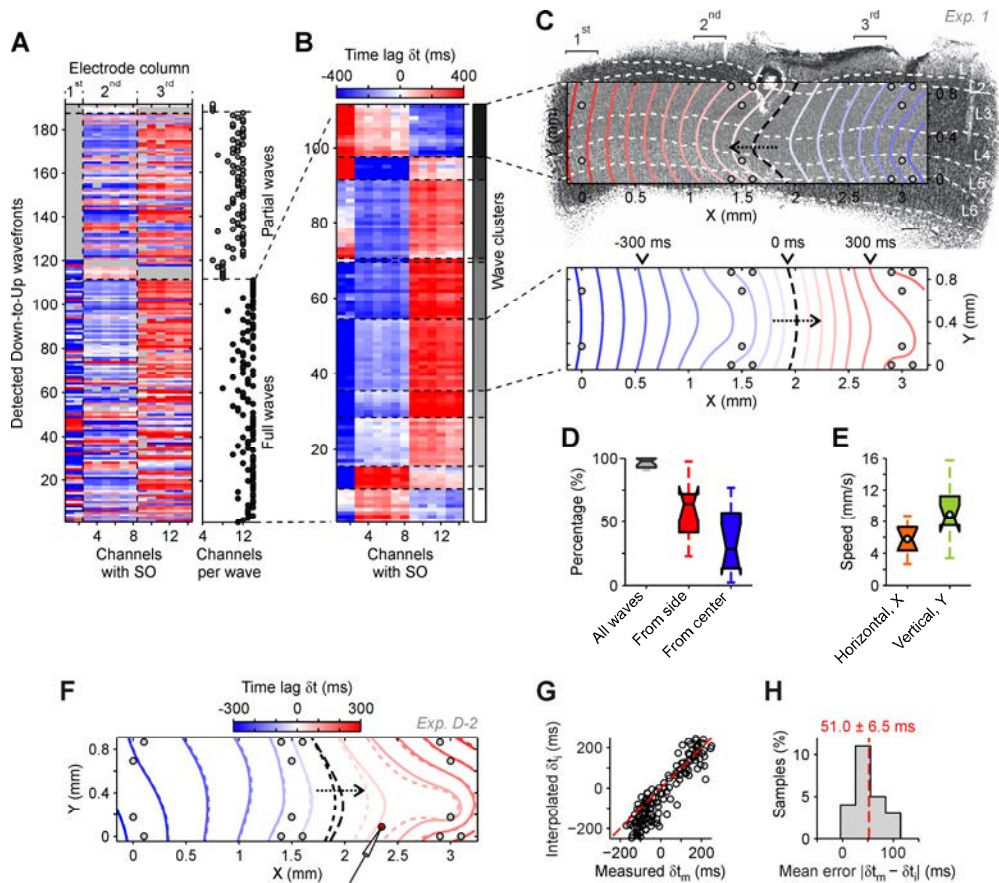 A
Electrode column
1st 2nd 3rd
Detected Down-to-Up wavefronts
180
160
140
120
100
80
60
40
20
4 8 12
Channels
with SO
4 12
Channels
per wave
Partial waves
Full waves
B
Time lag δt (ms)
-400 0 400
100
80
60
40
20
4 8 12
Channels
with SO
Wave clusters
C
Exp. 1
1st
2nd
3rd
Y (mm)
0.8
0.4
0
L3
L4
L6
0 0.5 1 1.5 2 2.5 3
X (mm)
-300 ms 0 ms 300 ms
0.8
0.4
0
Y (mm)
0 0.5 1 1.5 2 2.5 3
X (mm)
D
Percentage (%)
100
50
0
All waves
From side
From center
E
Speed (mm/s)
16
12
8
4
0
Horizontal, X
Vertical, Y
F
Time lag δt (ms)
-300 0 300
Exp. D-2
Y (mm)
0.8
0.4
0
0 0.5 1 1.5 2 2.5 3
X (mm)
G
Interpolated δti (ms)
200
0
-200
-200 0 200
Measured δtm (ms)
H
51.0 ± 6.5 ms
Samples (%)
10
5
0
0 50 100
Mean error |δtm – δti| (ms)